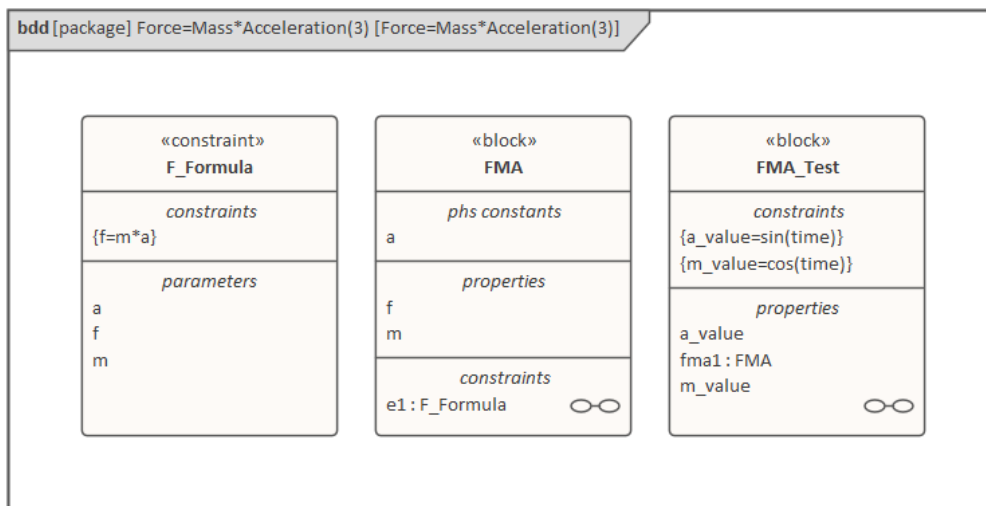 bdd [package] Force=Mass*Acceleration(3) [Force=Mass*Acceleration(3)]
«constraint»
F_Formula
constraints
{f=m*a}
parameters
a
f
m
«block»
FMA
phs constants
a
properties
f
m
constraints
e1 : F_Formula
«block»
FMA_Test
constraints
{a_value=sin(time)}
{m_value=cos(time)}
properties
a_value
fma1 : FMA
m_value